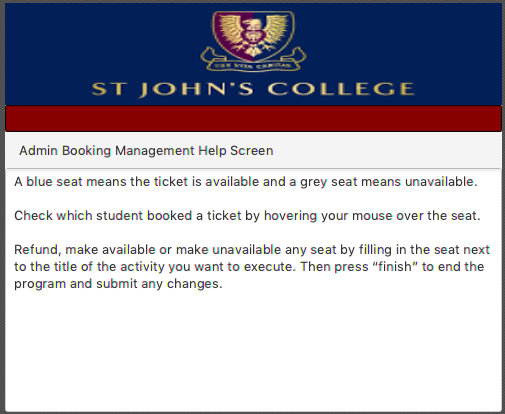 LUX VITA CARITAS
ST JOHN'S COLLEGE
Admin Booking Management Help Screen
A blue seat means the ticket is available and a grey seat means unavailable.
Check which student booked a ticket by hovering your mouse over the seat.
Refund, make available or make unavailable any seat by filling in the seat next
to the title of the activity you want to execute. Then press “finish” to end the
program and submit any changes.